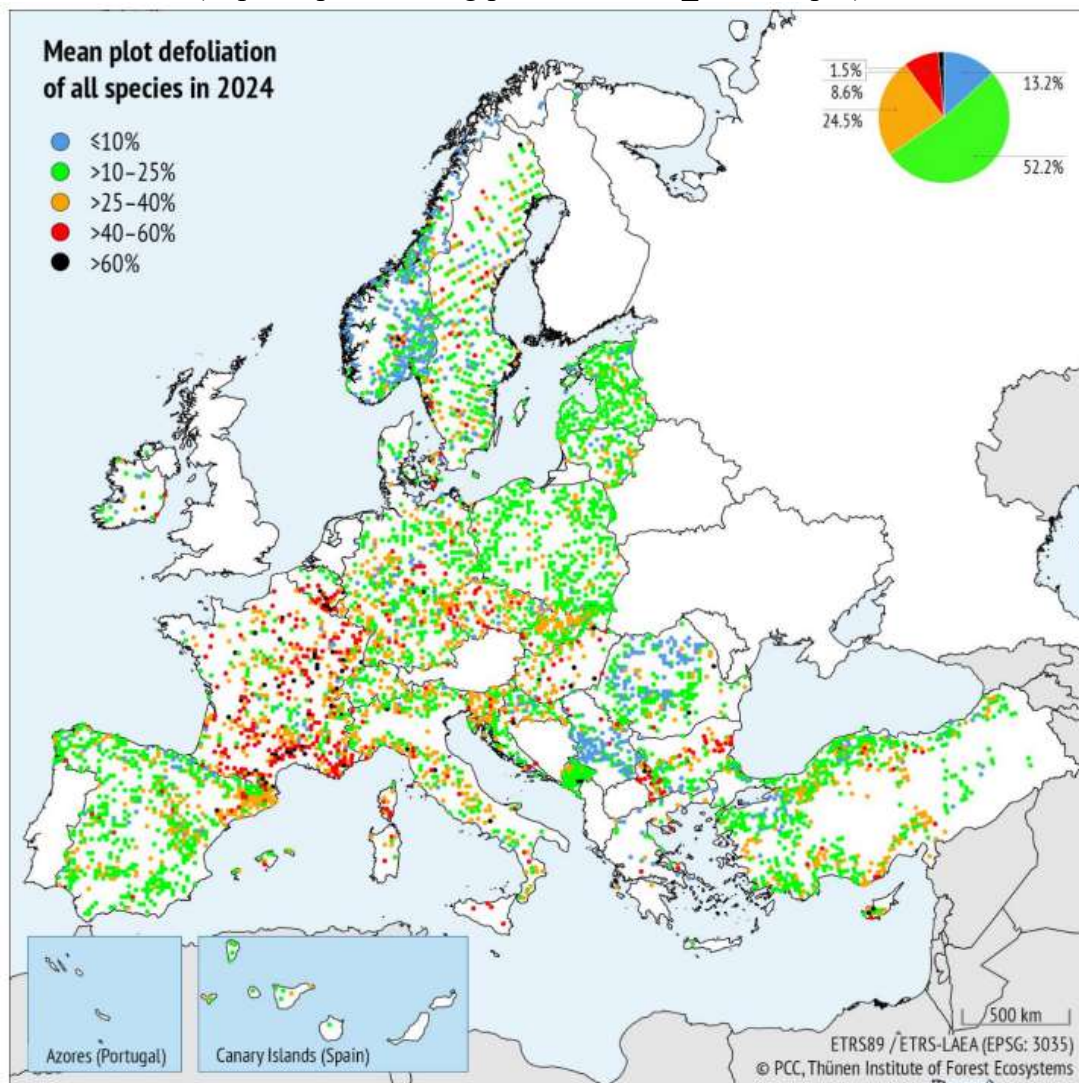 Mean plot defoliation
of all species in 2024
≤10%
>10–25%
>25–40%
>40–60%
>60%
1.5%
8.6%
24.5%
13.2%
52.2%
Azores (Portugal)
Canary Islands (Spain)
500 km
ETRS89 / ETRS-LAEA (EPSG: 3035)
© PCC, Thünen Institute of Forest Ecosystems